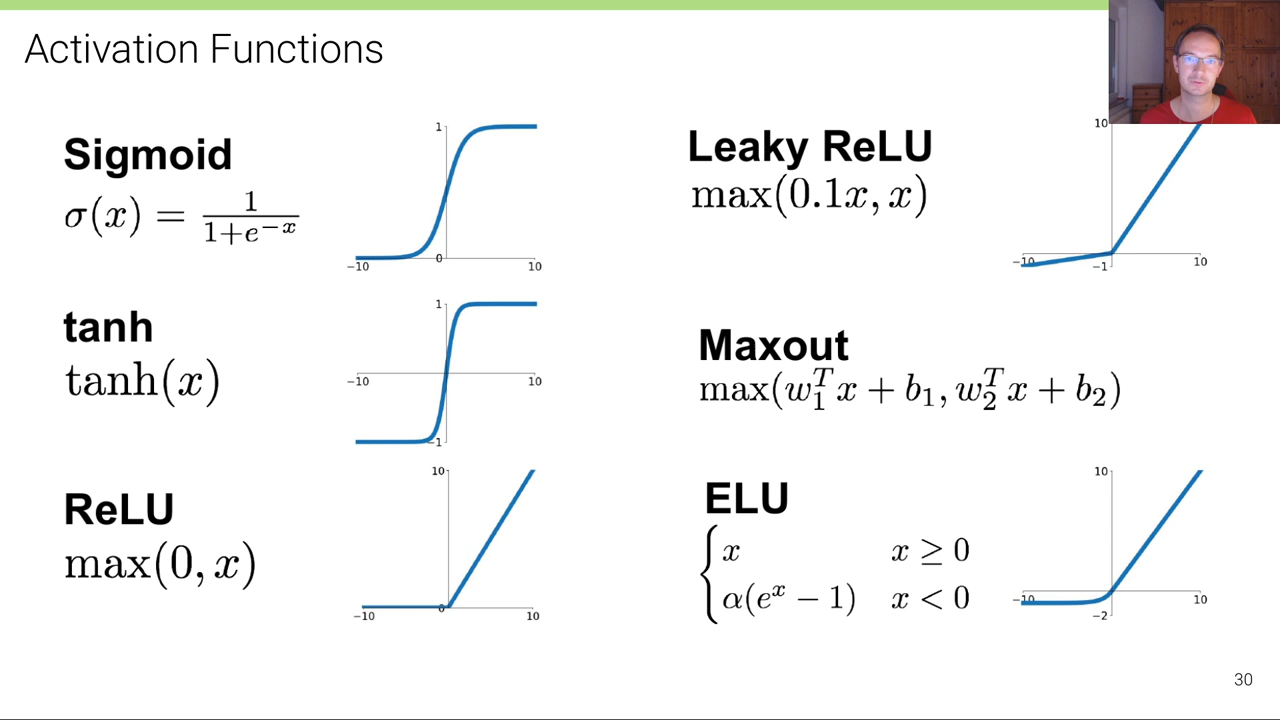 Activation Functions
Sigmoid
σ(x) = 1 / (1+e^{−x})
1
0
−10
10
tanh
tanh(x)
1
−10
10
−1
ReLU
max(0, x)
10
0
−10
10
Leaky ReLU
max(0.1x, x)
10
−10
−1
10
Maxout
max(w_1^T x + b_1, w_2^T x + b_2)
ELU
{ x x ≥ 0
α(e^x − 1) x < 0
10
−10
−2
10
30